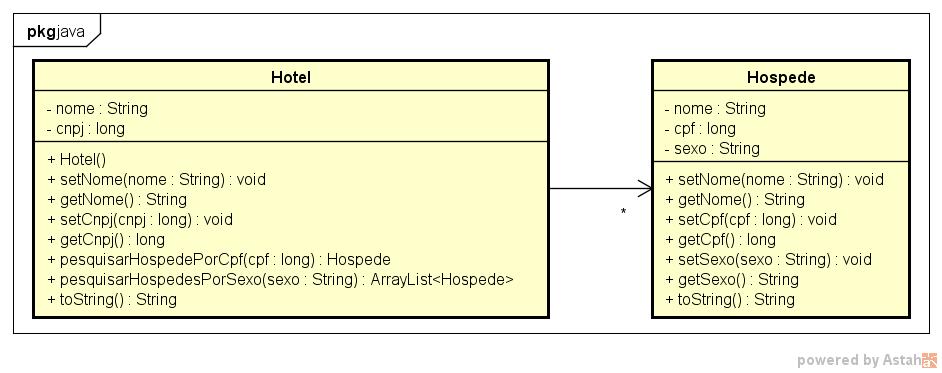 pkg java
Hotel
- nome : String
- cnpj : long
+ Hotel()
+ setNome(nome : String) : void
+ getNome() : String
+ setCnpj(cnpj : long) : void
+ getCnpj() : long
+ pesquisarHospedePorCpf(cpf : long) : Hospede
+ pesquisarHospedesPorSexo(sexo : String) : ArrayList<Hospede>
+ toString() : String
*
Hospede
- nome : String
- cpf : long
- sexo : String
+ setNome(nome : String) : void
+ getNome() : String
+ setCpf(cpf : long) : void
+ getCpf() : long
+ setSexo(sexo : String) : void
+ getSexo() : String
+ toString() : String
powered by Astah